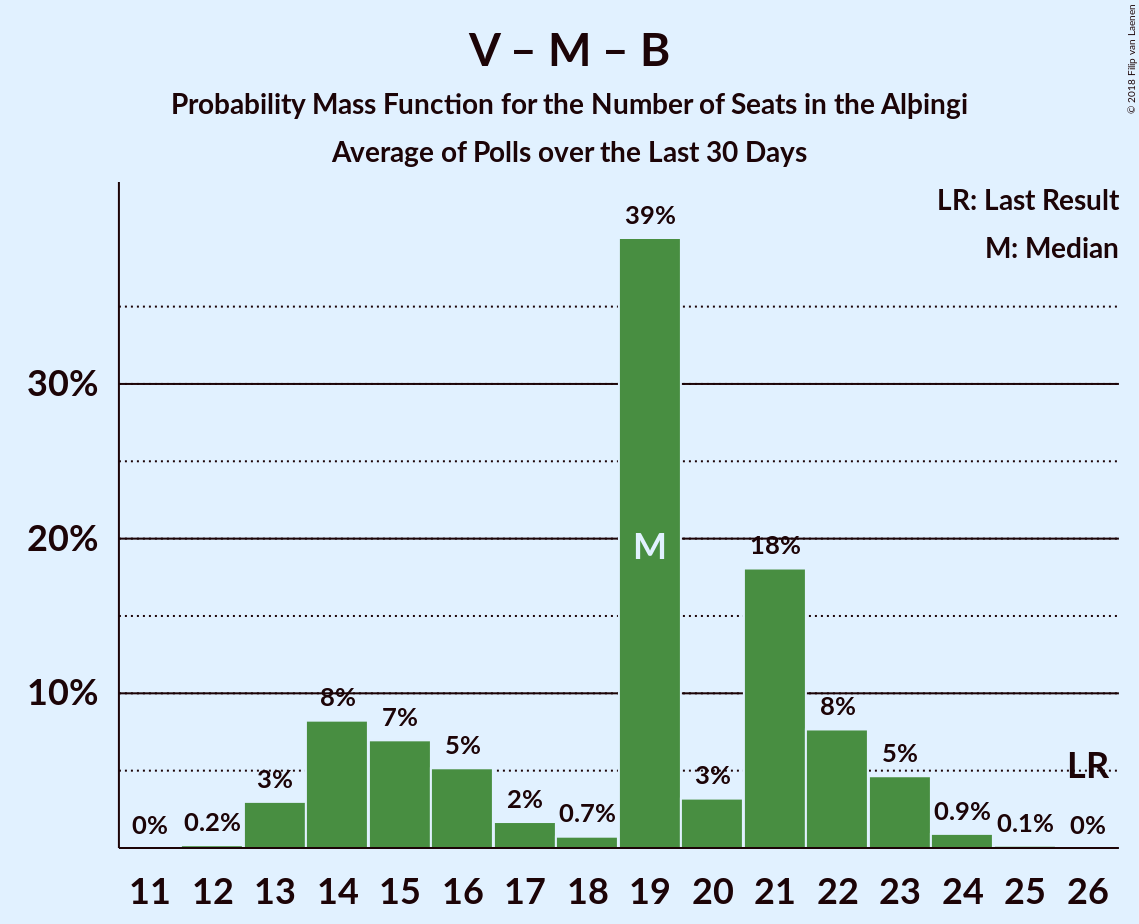 V – M – B
Probability Mass Function for the Number of Seats in the Alþingi
Average of Polls over the Last 30 Days
© 2018 Filip van Laenen
LR: Last Result
M: Median
30%
20%
10%
0%
0.2%
3%
8%
7%
5%
2%
0.7%
39%
M
3%
18%
8%
5%
0.9%
0.1%
0%
LR
11 12 13 14 15 16 17 18 19 20 21 22 23 24 25 26